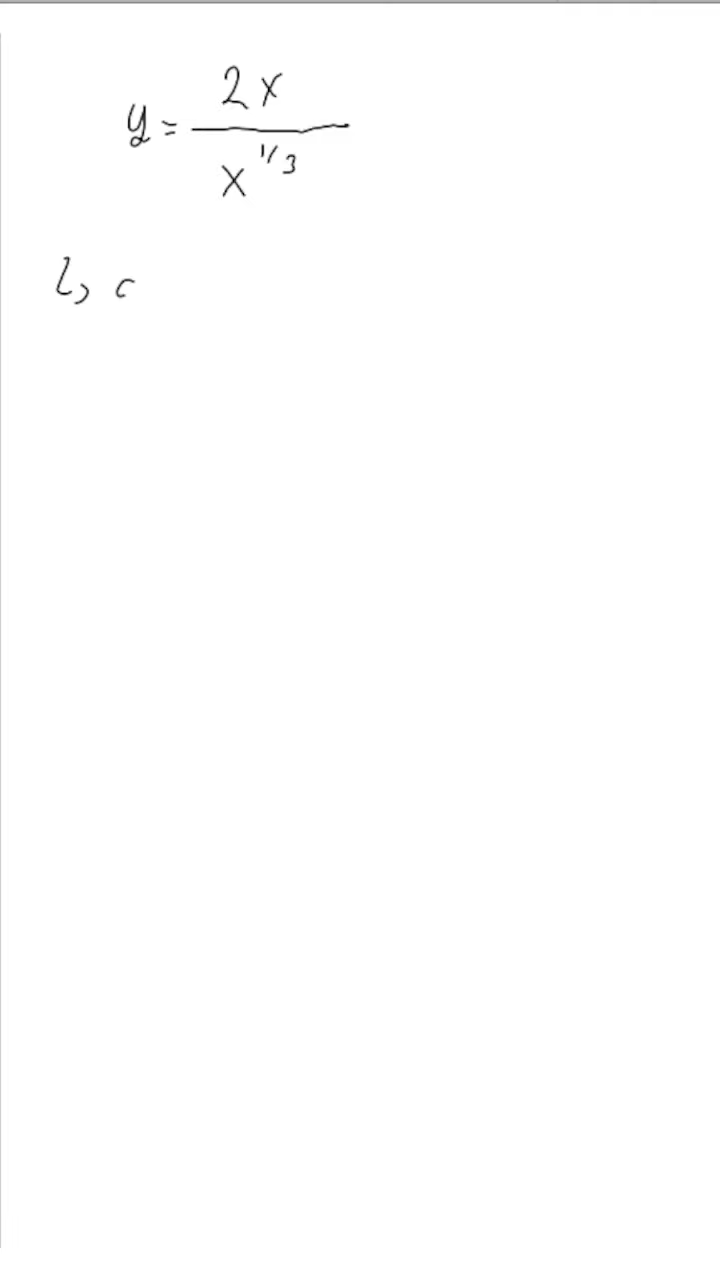 y = 2x / x^1/3
l, c